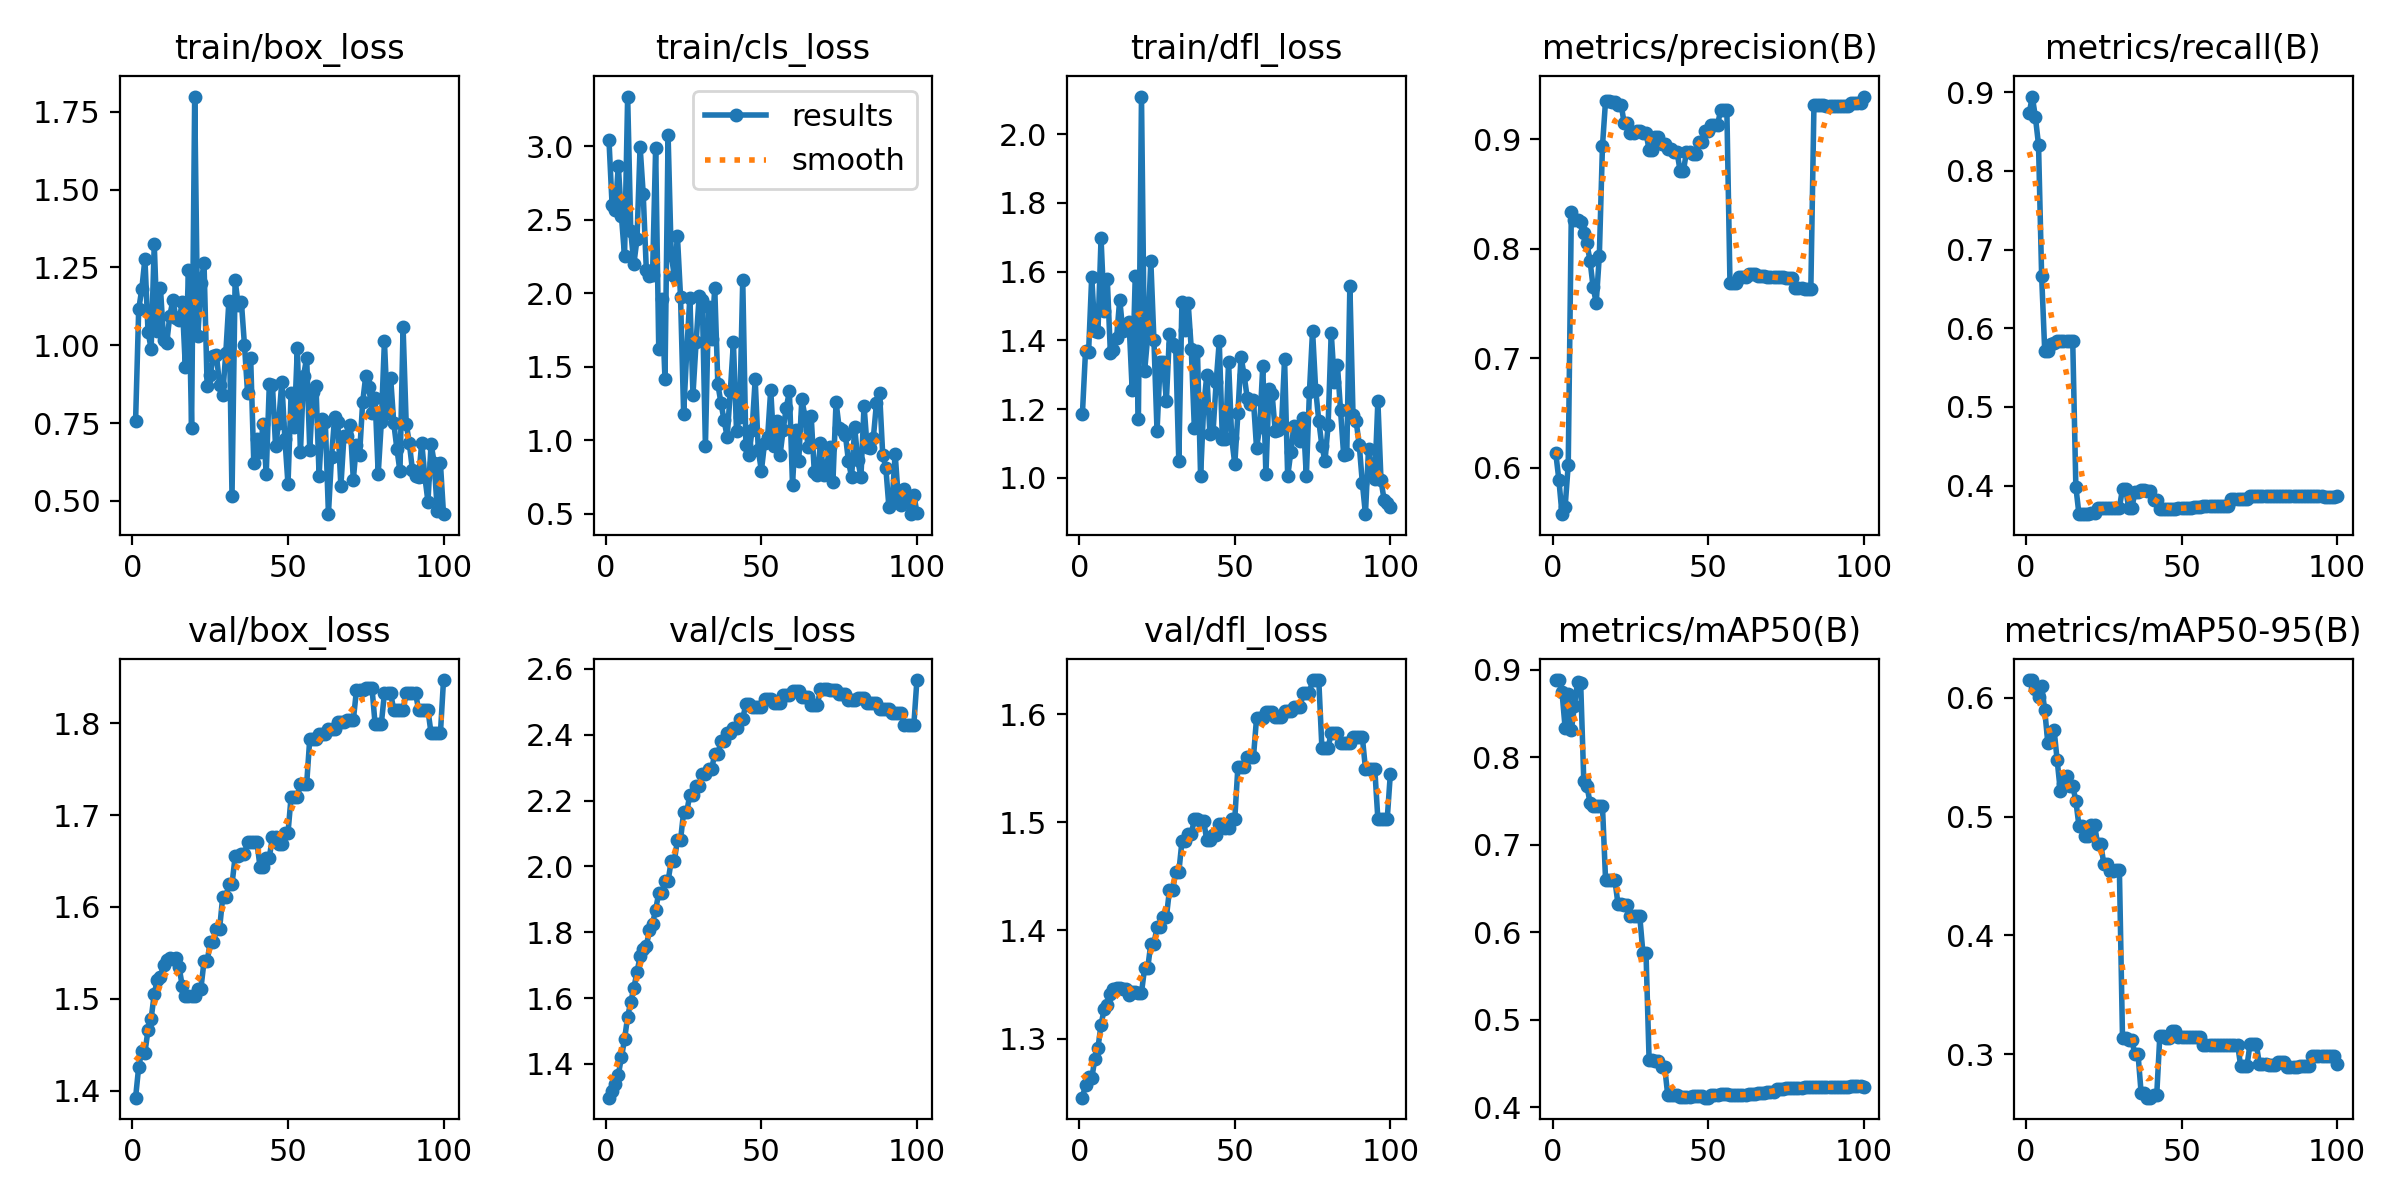 train/box_loss
1.75
1.50
1.25
1.00
0.75
0.50
0 50 100
train/cls_loss
results
smooth
3.0
2.5
2.0
1.5
1.0
0.5
0 50 100
train/dfl_loss
2.0
1.8
1.6
1.4
1.2
1.0
0 50 100
metrics/precision(B)
0.9
0.8
0.7
0.6
0 50 100
metrics/recall(B)
0.9
0.8
0.7
0.6
0.5
0.4
0 50 100
val/box_loss
1.8
1.7
1.6
1.5
1.4
0 50 100
val/cls_loss
2.6
2.4
2.2
2.0
1.8
1.6
1.4
0 50 100
val/dfl_loss
1.6
1.5
1.4
1.3
0 50 100
metrics/mAP50(B)
0.9
0.8
0.7
0.6
0.5
0.4
0 50 100
metrics/mAP50-95(B)
0.6
0.5
0.4
0.3
0 50 100